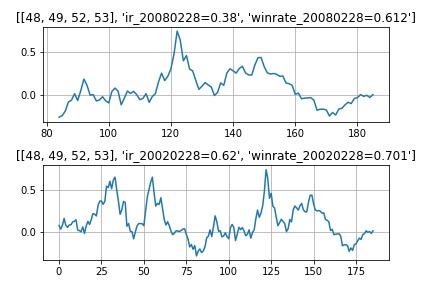 [[48, 49, 52, 53], 'ir_20080228=0.38', 'winrate_20080228=0.612']
0.5
0.0
80 100 120 140 160 180
[[48, 49, 52, 53], 'ir_20020228=0.62', 'winrate_20020228=0.701']
0.5
0.0
0 25 50 75 100 125 150 175